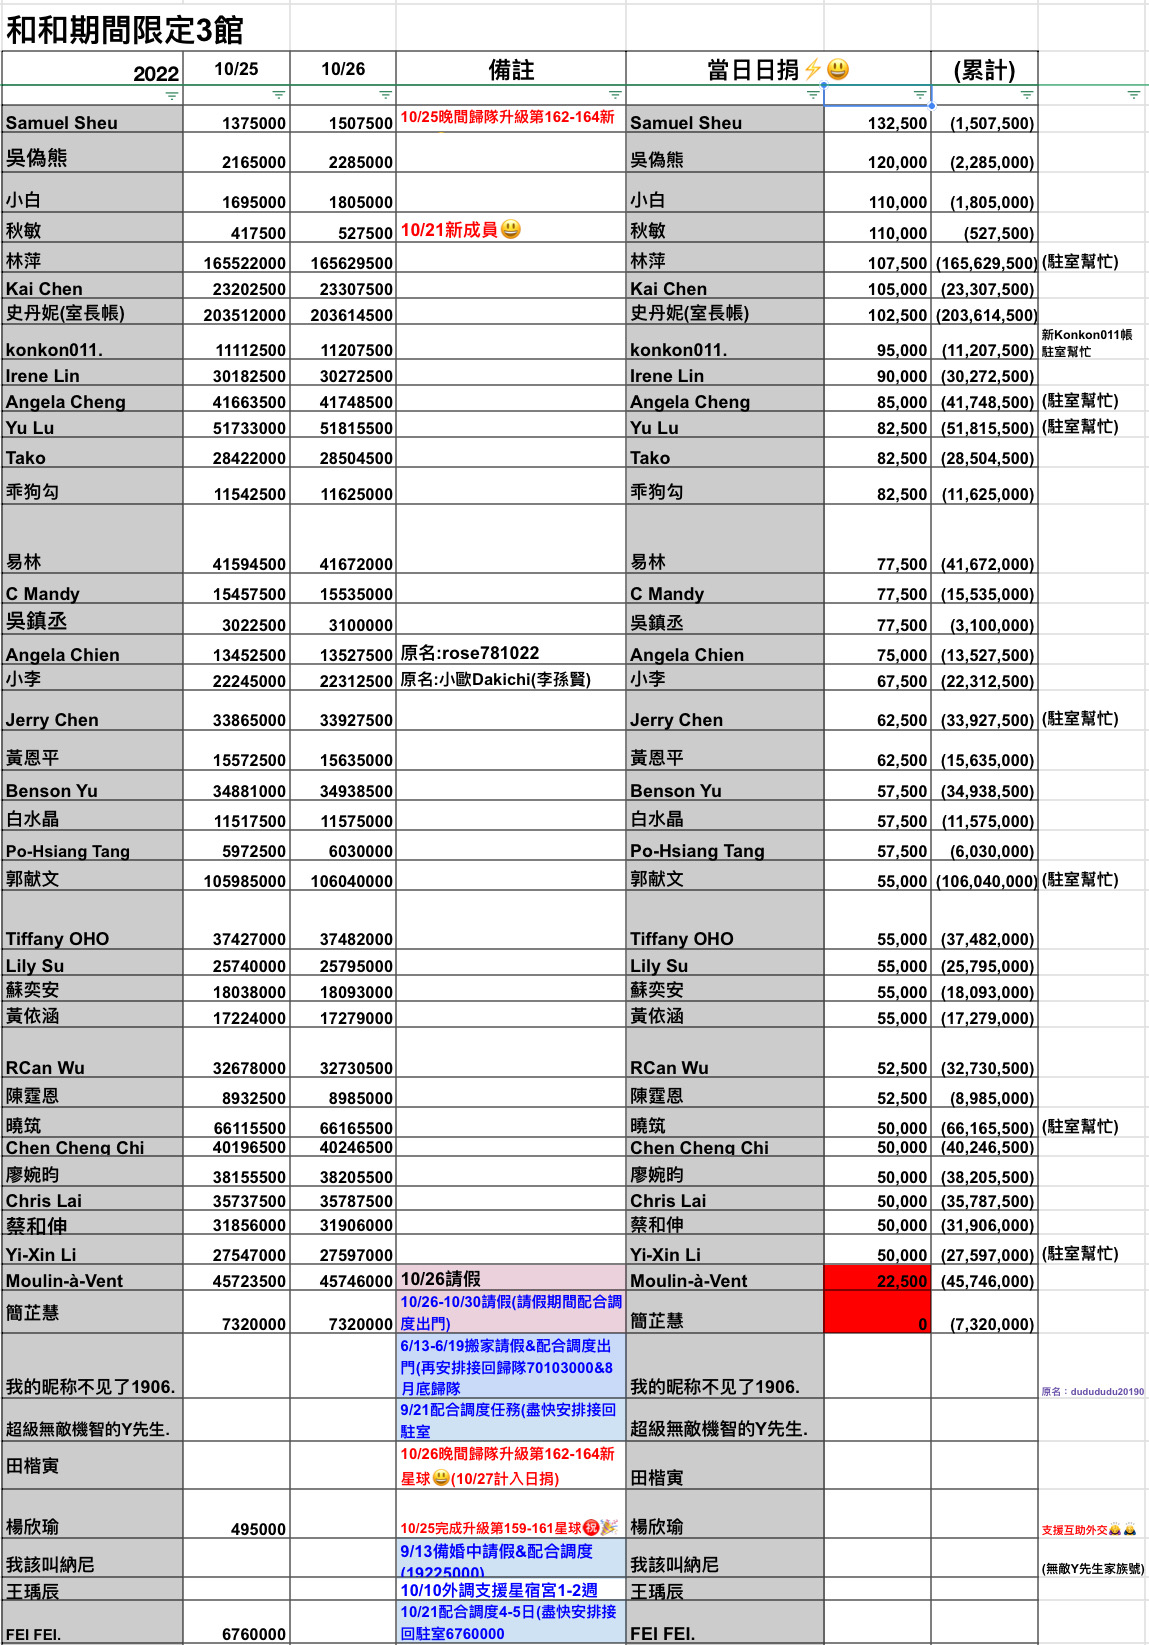 和和期間限定3館
2022 10/25 10/26 備註 當日日捐⚡😃 (累計)
Samuel Sheu 1375000 1507500 10/25晚間歸隊升級第162-164新 Samuel Sheu 132,500 (1,507,500)
吳偽熊 2165000 2285000 吳偽熊 120,000 (2,285,000)
小白 1695000 1805000 小白 110,000 (1,805,000)
秋敏 417500 527500 10/21新成員😃 秋敏 110,000 (527,500)
林萍 165522000 165629500 林萍 107,500 (165,629,500) (駐室幫忙)
Kai Chen 23202500 23307500 Kai Chen 105,000 (23,307,500)
史丹妮(室長帳) 203512000 203614500 史丹妮(室長帳) 102,500 (203,614,500)
新Konkon011帳
konkon011. 11112500 11207500 konkon011. 95,000 (11,207,500) 駐室幫忙
Irene Lin 30182500 30272500 Irene Lin 90,000 (30,272,500)
Angela Cheng 41663500 41748500 Angela Cheng 85,000 (41,748,500) (駐室幫忙)
Yu Lu 51733000 51815500 Yu Lu 82,500 (51,815,500) (駐室幫忙)
Tako 28422000 28504500 Tako 82,500 (28,504,500)
乖狗勾 11542500 11625000 乖狗勾 82,500 (11,625,000)
易林 41594500 41672000 易林 77,500 (41,672,000)
C Mandy 15457500 15535000 C Mandy 77,500 (15,535,000)
吳鎮丞 3022500 3100000 吳鎮丞 77,500 (3,100,000)
Angela Chien 13452500 13527500 原名:rose781022 Angela Chien 75,000 (13,527,500)
小李 22245000 22312500 原名:小歐Dakichi(李孫賢) 小李 67,500 (22,312,500)
Jerry Chen 33865000 33927500 Jerry Chen 62,500 (33,927,500) (駐室幫忙)
黃恩平 15572500 15635000 黃恩平 62,500 (15,635,000)
Benson Yu 34881000 34938500 Benson Yu 57,500 (34,938,500)
白水晶 11517500 11575000 白水晶 57,500 (11,575,000)
Po-Hsiang Tang 5972500 6030000 Po-Hsiang Tang 57,500 (6,030,000)
郭献文 105985000 106040000 郭献文 55,000 (106,040,000) (駐室幫忙)
Tiffany OHO 37427000 37482000 Tiffany OHO 55,000 (37,482,000)
Lily Su 25740000 25795000 Lily Su 55,000 (25,795,000)
蘇奕安 18038000 18093000 蘇奕安 55,000 (18,093,000)
黃依涵 17224000 17279000 黃依涵 55,000 (17,279,000)
RCan Wu 32678000 32730500 RCan Wu 52,500 (32,730,500)
陳霆恩 8932500 8985000 陳霆恩 52,500 (8,985,000)
曉筑 66115500 66165500 曉筑 50,000 (66,165,500) (駐室幫忙)
Chen Cheng Chi 40196500 40246500 Chen Cheng Chi 50,000 (40,246,500)
廖婉昀 38155500 38205500 廖婉昀 50,000 (38,205,500)
Chris Lai 35737500 35787500 Chris Lai 50,000 (35,787,500)
蔡和伸 31856000 31906000 蔡和伸 50,000 (31,906,000)
Yi-Xin Li 27547000 27597000 Yi-Xin Li 50,000 (27,597,000) (駐室幫忙)
Moulin-à-Vent 45723500 45746000 10/26請假 Moulin-à-Vent 22,500 (45,746,000)
10/26-10/30請假(請假期間配合調
簡芷慧 7320000 7320000 度出門) 簡芷慧 0 (7,320,000)
6/13-6/19搬家請假&配合調度出
門(再安排接回歸隊70103000&8
我的昵称不见了1906. 月底歸隊 我的昵称不见了1906. 原名：dudududu20190
9/21配合調度任務(盡快安排接回
超級無敵機智的Y先生. 駐室 超級無敵機智的Y先生.
10/26晚間歸隊升級第162-164新
田楷寅 星球😃(10/27計入日捐) 田楷寅
楊欣瑜 495000 10/25完成升級第159-161星球㊗🎉 楊欣瑜 支援互助外交🙇🙇
9/13備婚中請假&配合調度
我該叫納尼 (19225000) 我該叫納尼 (無敵Y先生家族號)
王瑀辰 10/10外調支援星宿宮1-2週 王瑀辰
10/21配合調度4-5日(盡快安排接
FEI FEI. 6760000 回駐室6760000 FEI FEI.